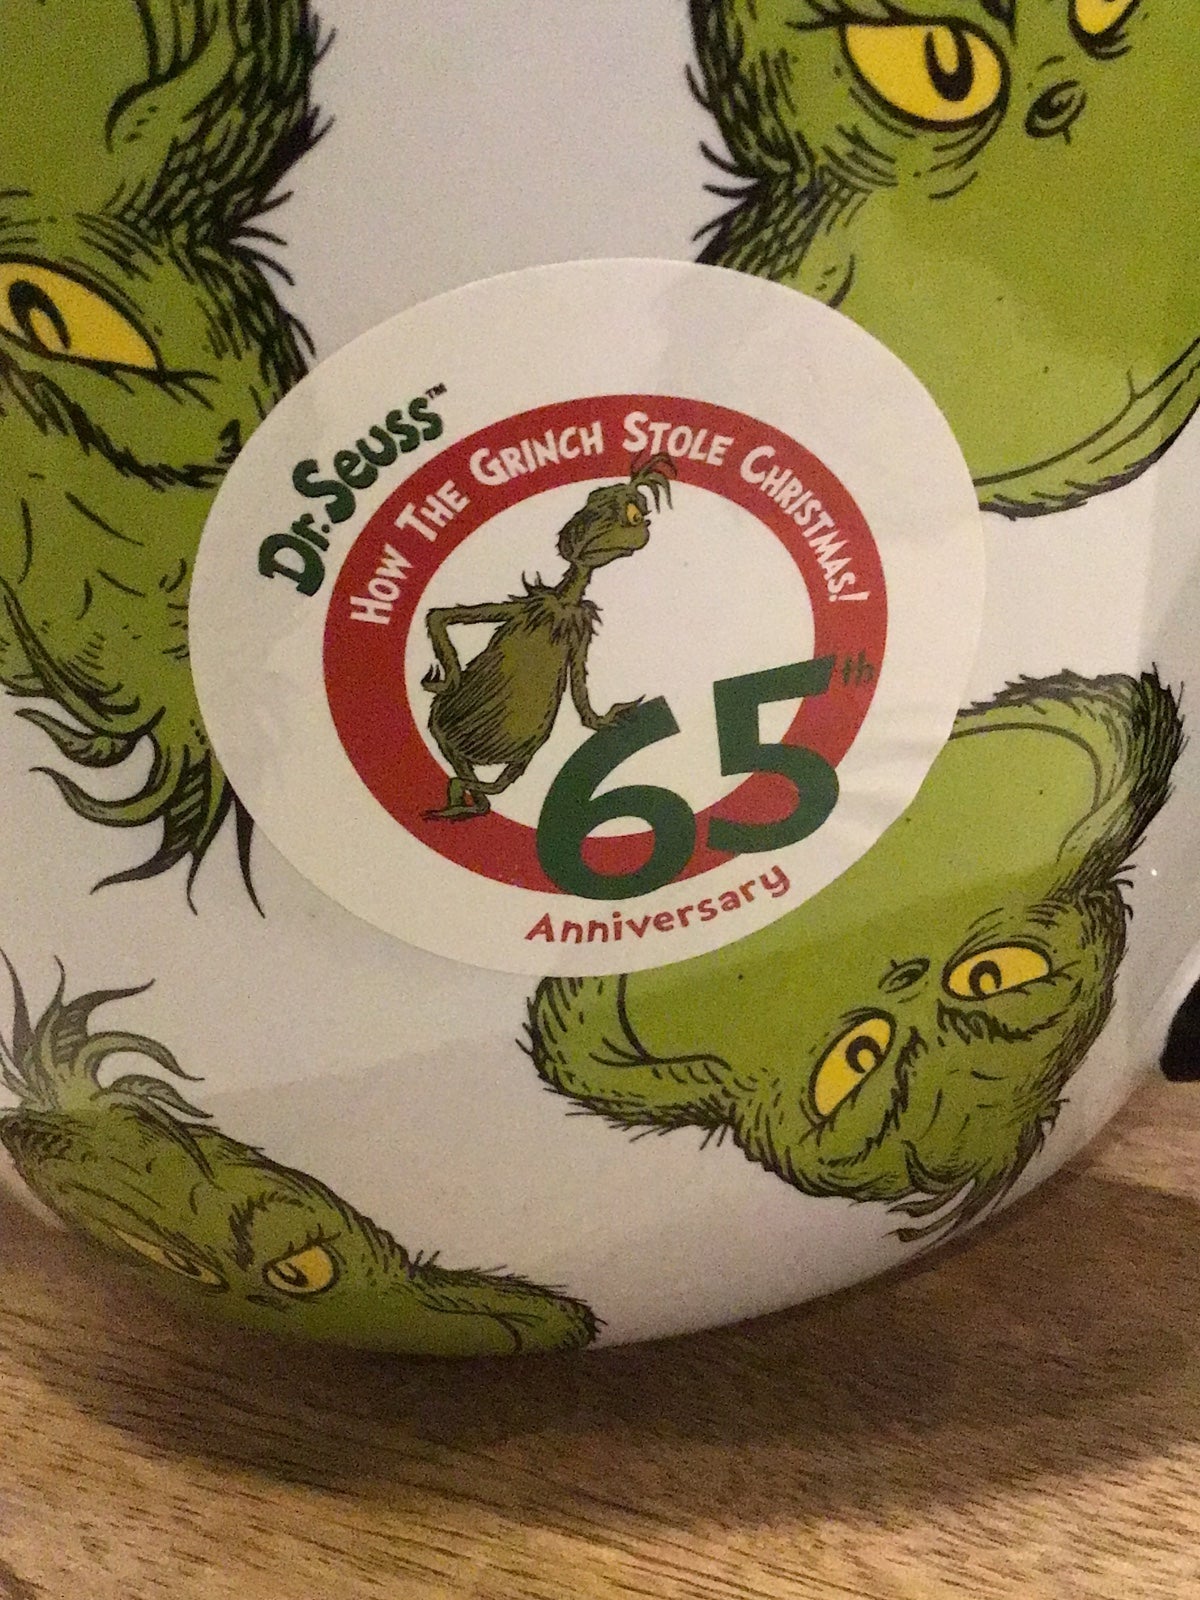 Dr. Seuss™
How The Grinch Stole Christmas!
65th
Anniversary